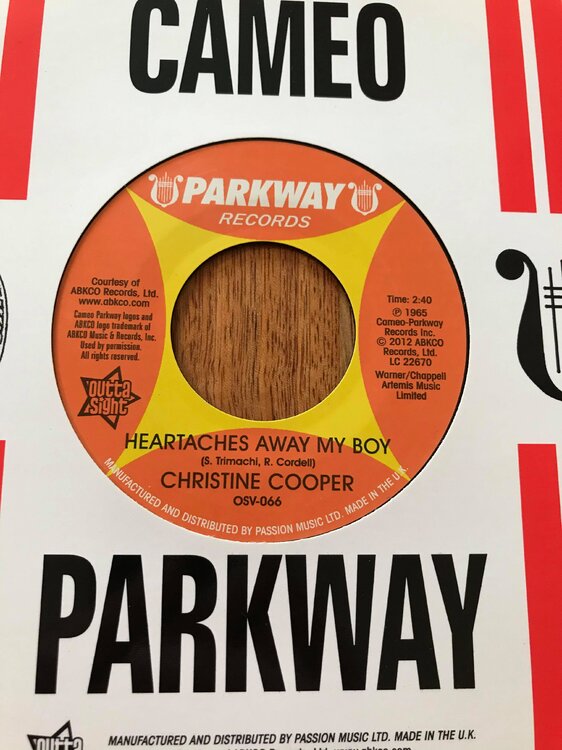 CAMEO
PARKWAY
RECORDS
Courtesy of
ABKCO Records, Ltd.
www.abkco.com
Cameo Parkway logos and
ABKCO logo trademark of
ABKCO Music & Records, Inc.
Used by permission.
All rights reserved.
outta
sight
Time: 2:40
℗ 1965
Cameo-Parkway
Records Inc.
© 2012 ABKCO
Records, Ltd.
LC 22670
Warner/Chappell
Artemis Music
Limited
HEARTACHES AWAY MY BOY
(S. Trimachi, R. Cordell)
CHRISTINE COOPER
OSV-066
MANUFACTURED AND DISTRIBUTED BY PASSION MUSIC LTD. MADE IN THE U.K.
PARKWAY
outta
MANUFACTURED AND DISTRIBUTED BY PASSION MUSIC LTD. MADE IN THE U.K.